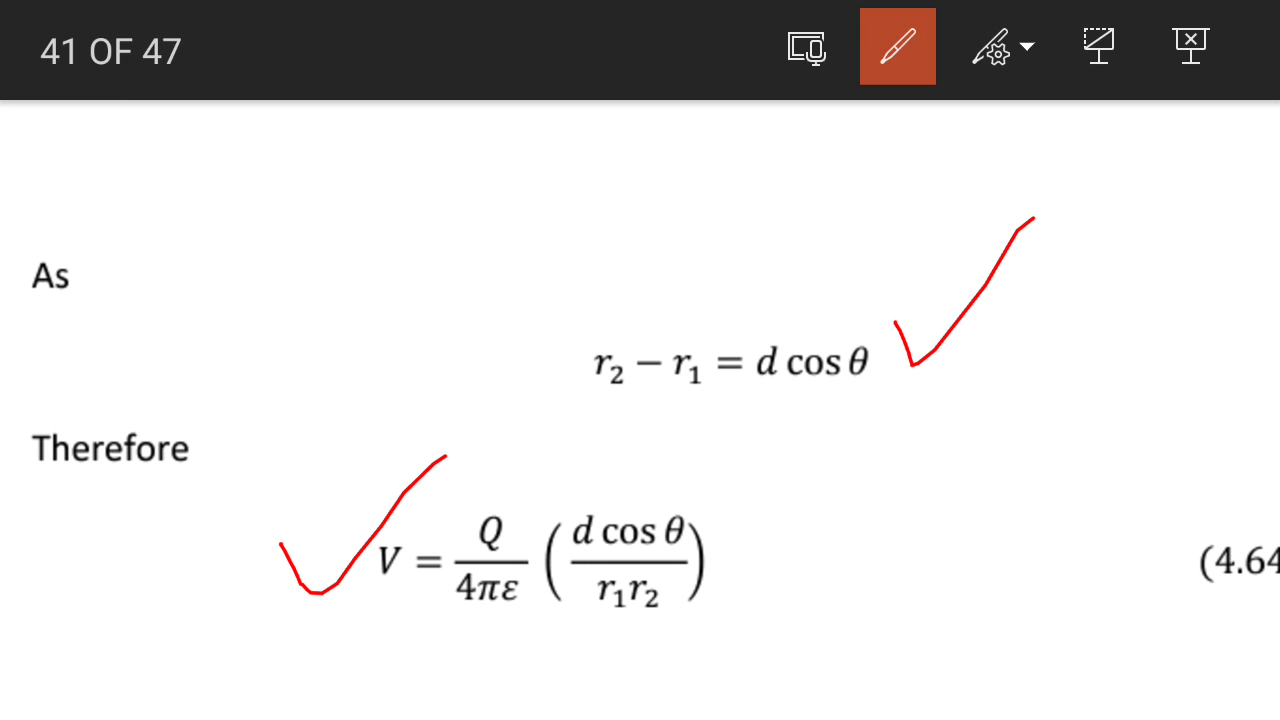 41 OF 47
As
r₂ − r₁ = d cos θ
Therefore
V = Q/4πε (d cos θ/r₁r₂) (4.64